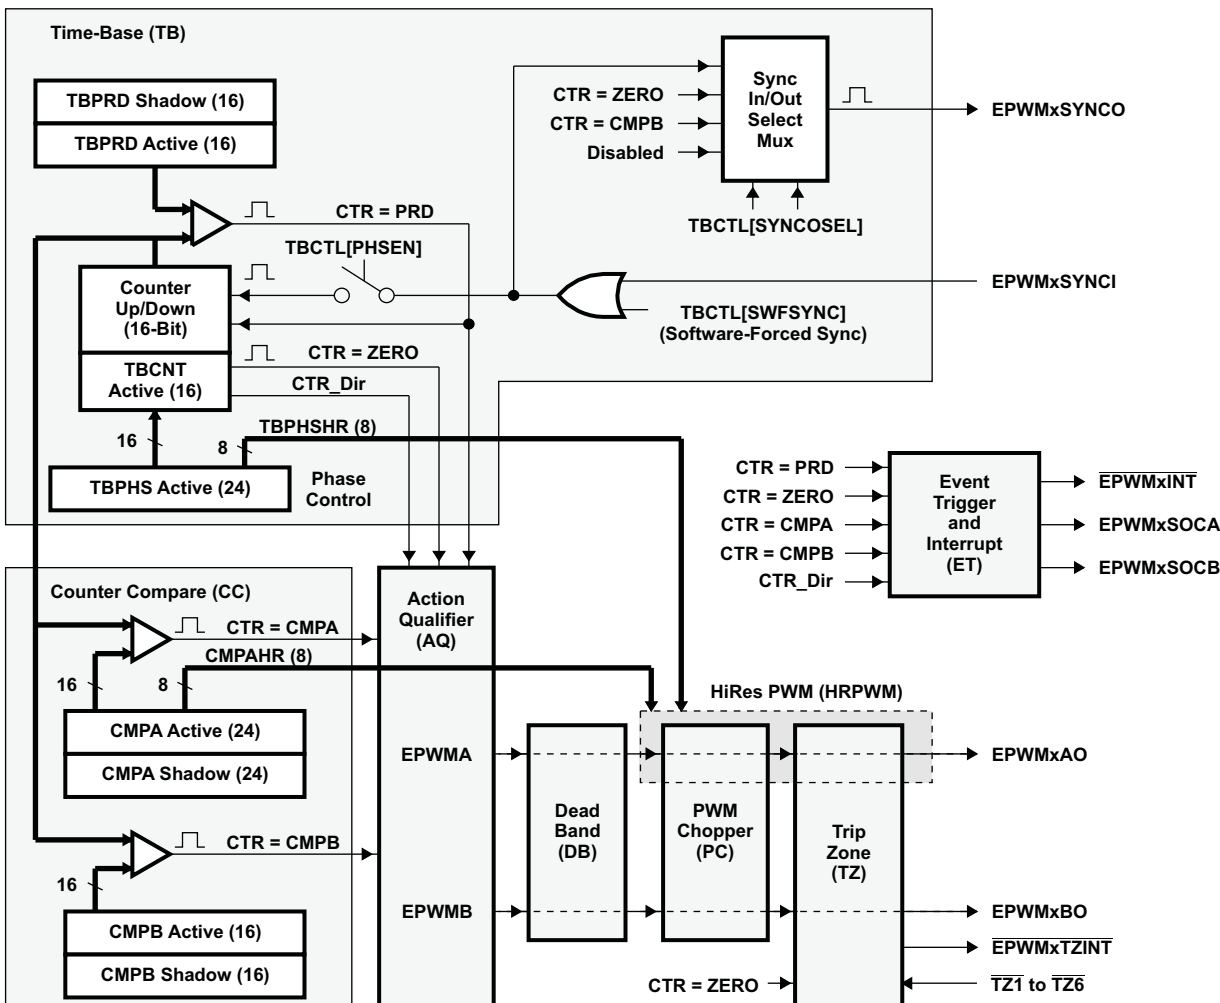 Time-Base (TB)
TBPRD Shadow (16)
TBPRD Active (16)
CTR = PRD
TBCTL[PHSEN]
Counter
Up/Down
(16-Bit)
TBCNT
Active (16)
CTR = ZERO
CTR_Dir
16
8
TBPHSHR (8)
TBPHS Active (24)
Phase
Control
CTR = ZERO
CTR = CMPB
Disabled
Sync
In/Out
Select
Mux
TBCTL[SYNCOSEL]
EPWMxSYNCO
EPWMxSYNCI
TBCTL[SWFSYNC]
(Software-Forced Sync)
CTR = PRD
CTR = ZERO
CTR = CMPA
CTR = CMPB
CTR_Dir
Event
Trigger
and
Interrupt
(ET)
EPWMxINT
EPWMxSOCA
EPWMxSOCB
Counter Compare (CC)
CTR = CMPA
CMPAHR (8)
16
8
CMPA Active (24)
CMPA Shadow (24)
CTR = CMPB
16
CMPB Active (16)
CMPB Shadow (16)
Action
Qualifier
(AQ)
EPWMA
EPWMB
HiRes PWM (HRPWM)
Dead
Band
(DB)
PWM
Chopper
(PC)
Trip
Zone
(TZ)
CTR = ZERO
EPWMxAO
EPWMxBO
EPWMxTZINT
TZ1 to TZ6